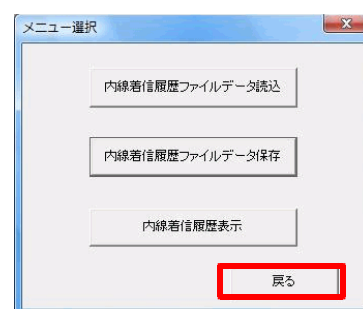 メニュー選択
内線着信履歴ファイルデータ読込
内線着信履歴ファイルデータ保存
内線着信履歴表示
戻る